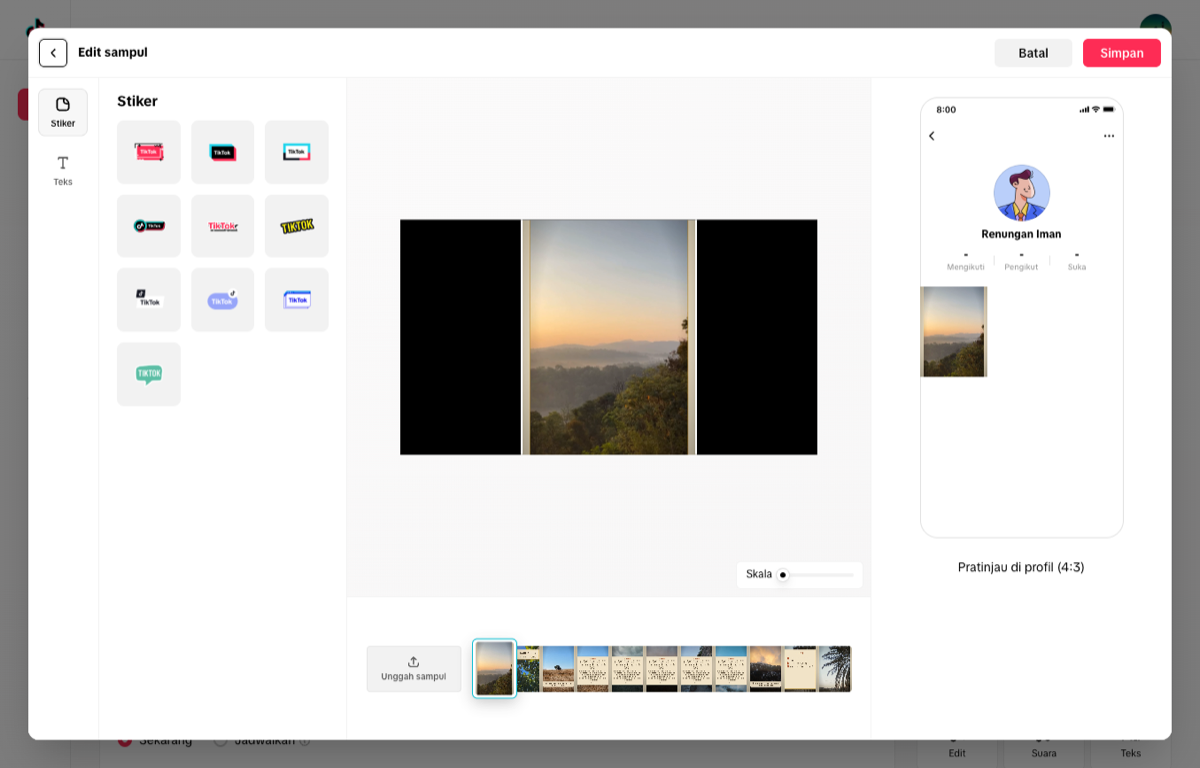 Edit sampul
Batal
Simpan
Stiker
Teks
Stiker
TikTok
TikTok
TikTok
TikTok
TikTok
TIKTOK
TikTok
TikTok
TikTok
TIKTOK
Skala
Unggah sampul
8:00
Renungan Iman
- - -
Mengikuti Pengikut Suka
Pratinjau di profil (4:3)
Sekarang Jadwalkan
Edit Suara Teks